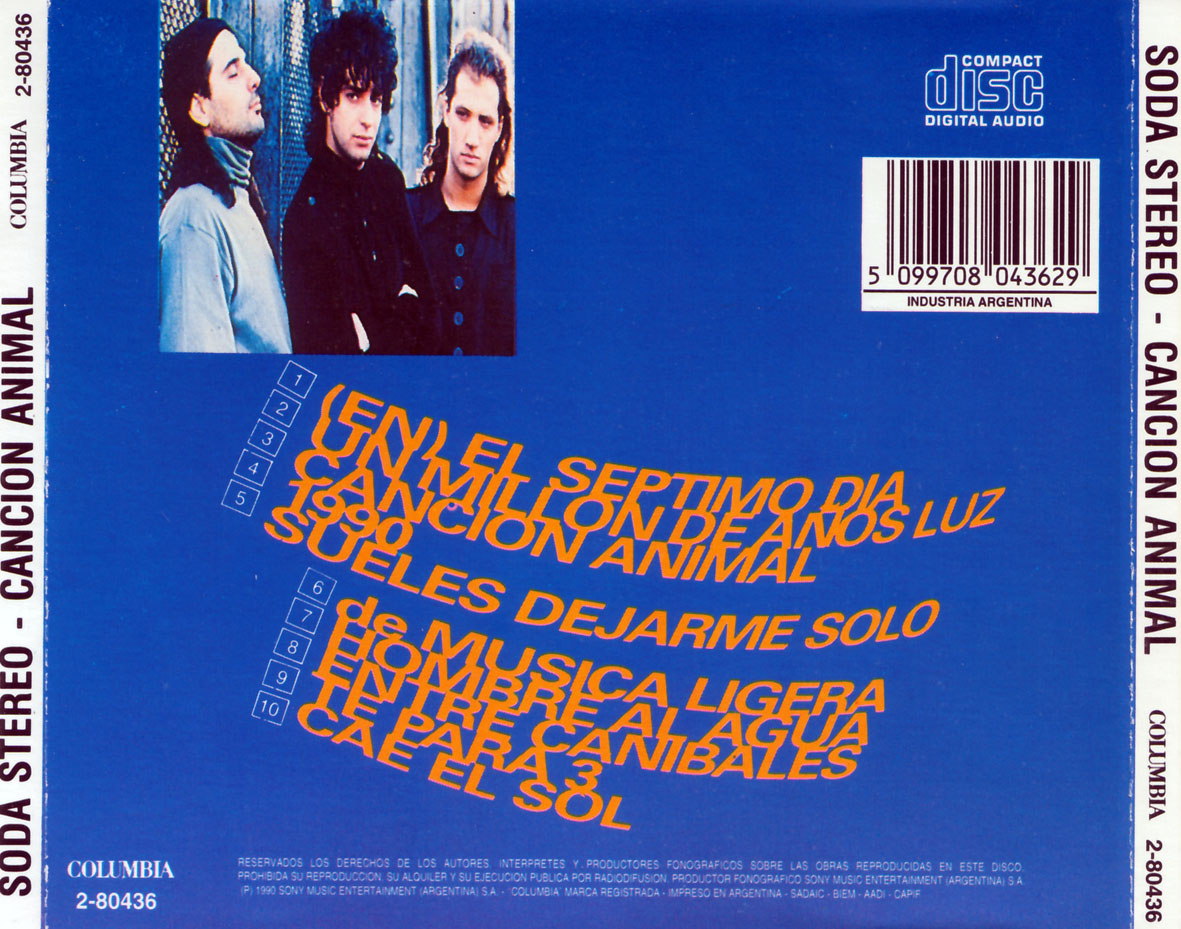 SODA STEREO - CANCION ANIMAL COLUMBIA 2-80436
COMPACT
disc
DIGITAL AUDIO
5 099708 043629
INDUSTRIA ARGENTINA
1 (EN) EL SEPTIMO DIA
2 UN MILLON DE AÑOS LUZ
3 CANCION ANIMAL
4 1990
5 SUELES DEJARME SOLO
6 de MUSICA LIGERA
7 HOMBRE AL AGUA
8 ENTRE CANIBALES
9 TE PARA 3
10 CAE EL SOL
COLUMBIA
2-80436
RESERVADOS LOS DERECHOS DE LOS AUTORES, INTERPRETES Y PRODUCTORES FONOGRAFICOS SOBRE LAS OBRAS REPRODUCIDAS EN ESTE DISCO.
PROHIBIDA SU REPRODUCCION, SU ALQUILER Y SU EJECUCION PUBLICA POR RADIODIFUSION. PRODUCTOR FONOGRAFICO SONY MUSIC ENTERTAINMENT (ARGENTINA) S.A.
(P) 1990 SONY MUSIC ENTERTAINMENT (ARGENTINA) S.A. - "COLUMBIA" MARCA REGISTRADA - IMPRESO EN ARGENTINA - SADAIC - BIEM - AADI - CAPIF
SODA STEREO - CANCION ANIMAL COLUMBIA 2-80436